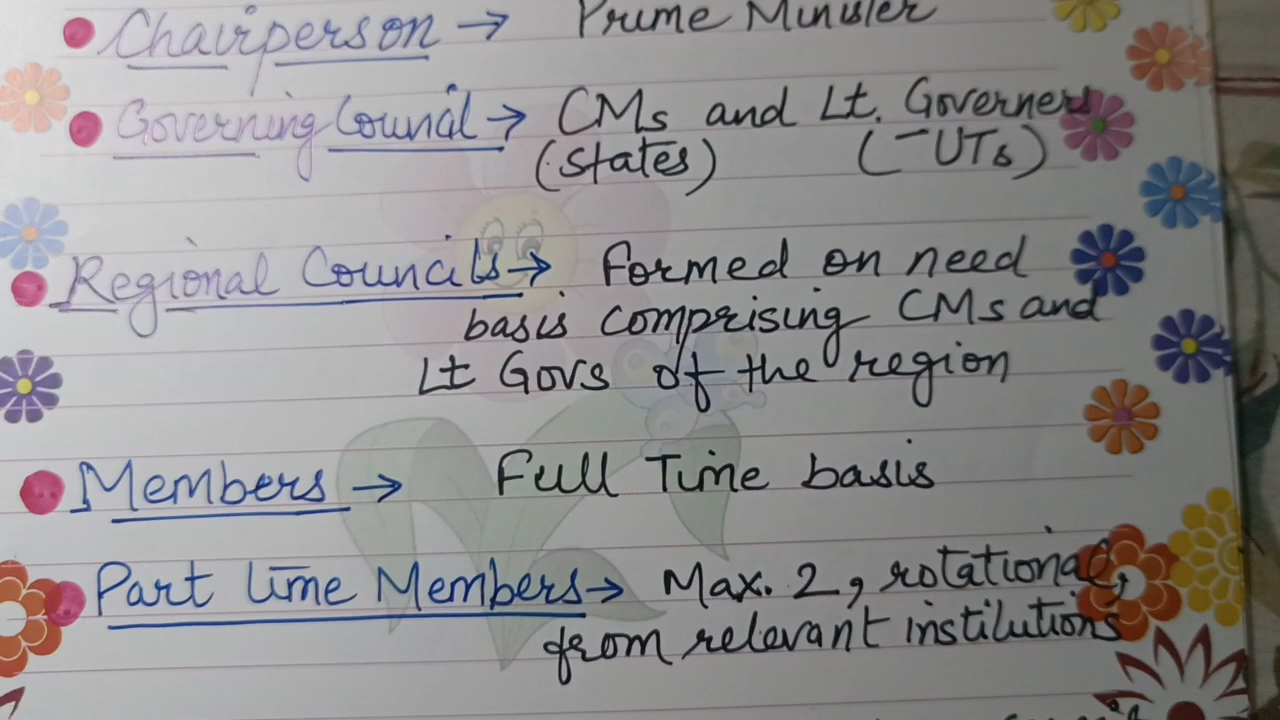 Chairperson → Prime Minister
Governing Council → CMs and Lt. Governers
(States) (-UTs)
Regional Councils → formed on need
basis comprising CMs and
Lt Govs of the region
Members → Full Time basis
Part time Members → Max. 2, rotational,
from relevant institutions